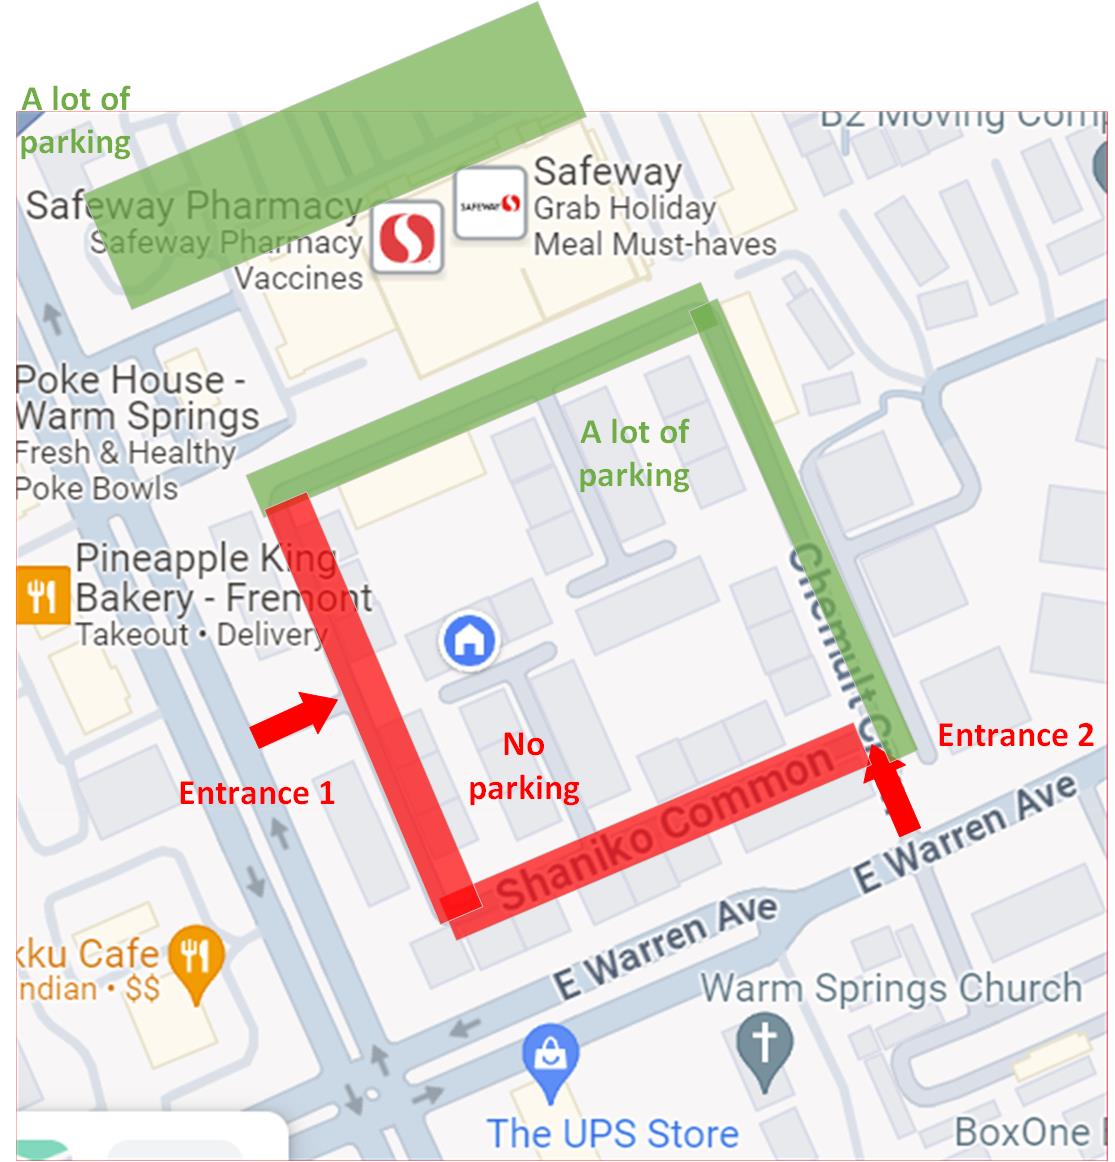 A lot of
parking
B2 Moving Comp
Safeway
Grab Holiday
Meal Must-haves
SAFEWAY
Safeway Pharmacy
Safeway Pharmacy
Vaccines
Poke House -
Warm Springs
Fresh & Healthy
Poke Bowls
A lot of
parking
Pineapple King
Bakery - Fremont
Takeout • Delivery
Chemult C
No
parking
Entrance 1
Entrance 2
Shaniko Common
E Warren Ave
E Warren Ave
kku Cafe
ndian • $$
Warm Springs Church
The UPS Store
BoxOne